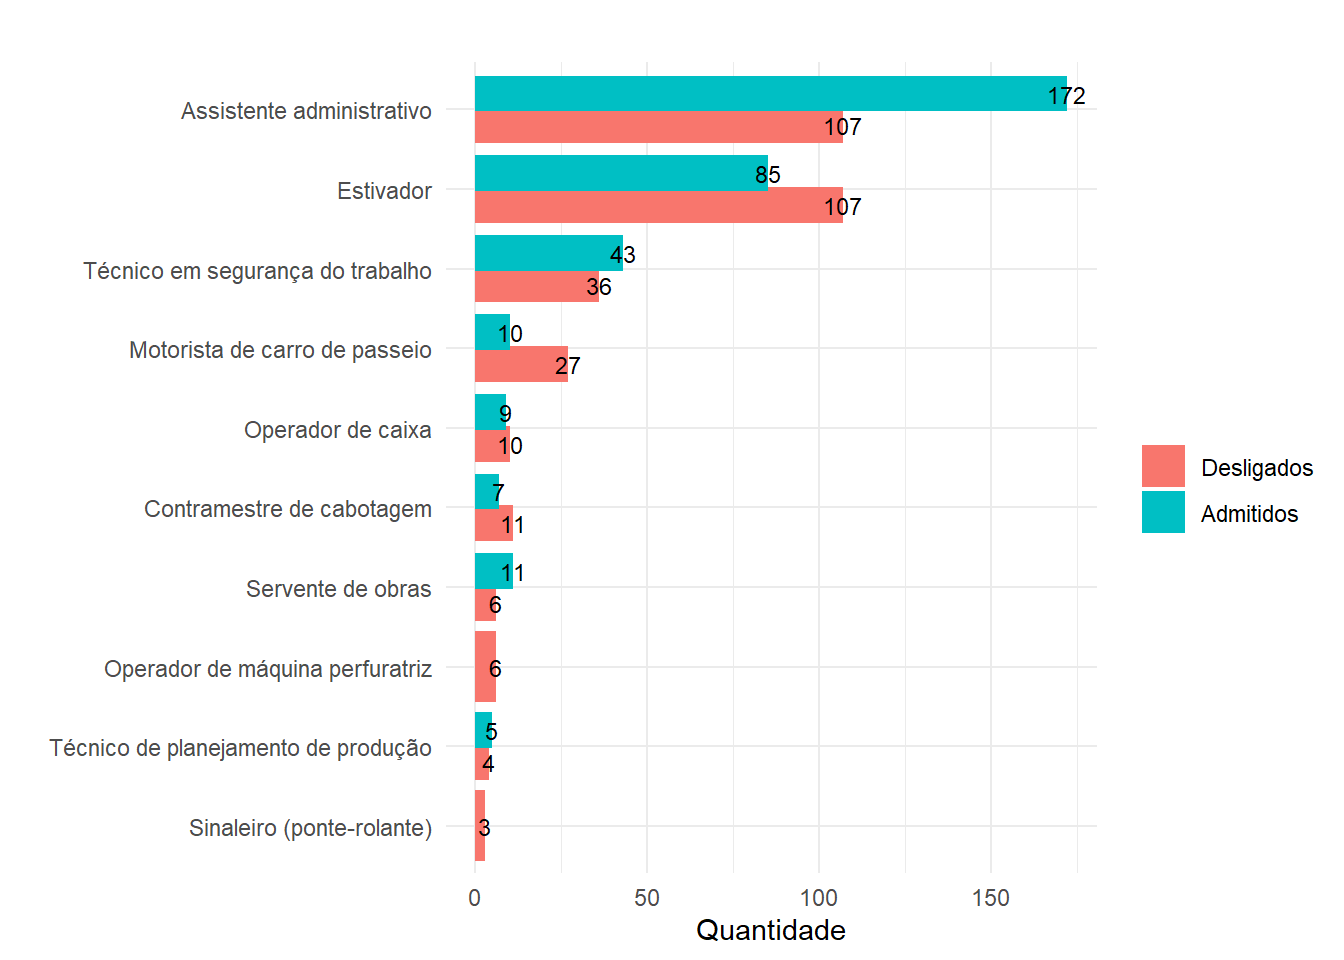 Assistente administrativo
172
107
Estivador
85
107
Técnico em segurança do trabalho
43
36
Motorista de carro de passeio
10
27
Operador de caixa
9
10
Contramestre de cabotagem
7
11
Servente de obras
11
6
Operador de máquina perfuratriz
6
Técnico de planejamento de produção
5
4
Sinaleiro (ponte-rolante)
3
0 50 100 150
Quantidade
Desligados
Admitidos